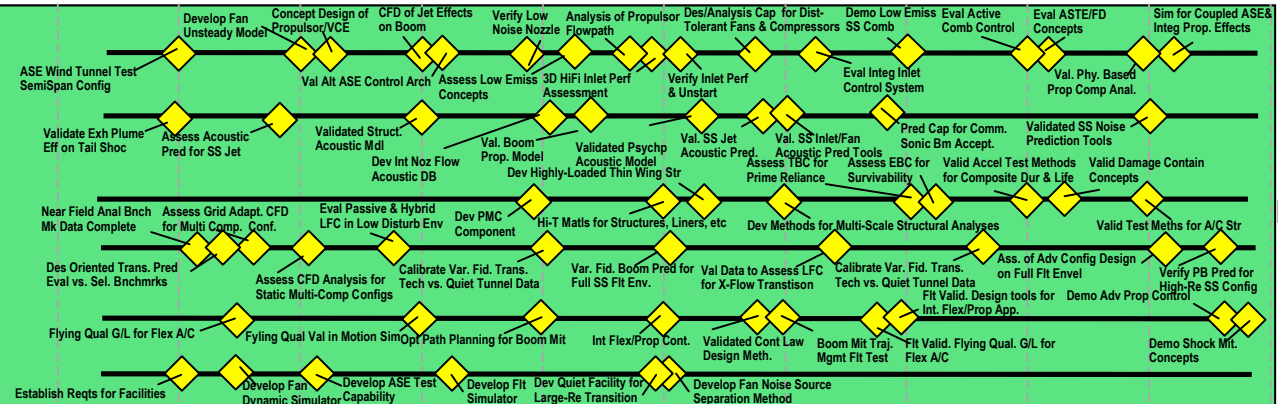 Develop Fan
Unsteady Model
Concept Design of
Propulsor/VCE
CFD of Jet Effects
on Boom
Verify Low
Noise Nozzle
Analysis of Propulsor
Flowpath
Des/Analysis Cap for Dist-
Tolerant Fans & Compressors
Demo Low Emiss
SS Comb
Eval Active
Comb Control
Eval ASTE/FD
Concepts
Sim for Coupled ASE&
Integ Prop. Effects
ASE Wind Tunnel Test
SemiSpan Config
Val Alt ASE Control Arch
Assess Low Emiss
Concepts
3D HiFi Inlet Perf
Assessment
Verify Inlet Perf
& Unstart
Eval Integ Inlet
Control System
Val. Phy. Based
Prop Comp Anal.
Validate Exh Plume
Eff on Tail Shoc
Assess Acoustic
Pred for SS Jet
Validated Struct.
Acoustic Mdl
Dev Int Noz Flow
Acoustic DB
Val. Boom
Prop. Model
Validated Psychp
Acoustic Model
Val. SS Jet
Acoustic Pred.
Val. SS Inlet/Fan
Acoustic Pred Tools
Pred Cap for Comm.
Sonic Bm Accept.
Validated SS Noise
Prediction Tools
Dev Highly-Loaded Thin Wing Str
Assess TBC for
Prime Reliance
Assess EBC for
Survivability
Valid Accel Test Methods
for Composite Dur & Life
Valid Damage Contain
Concepts
Dev PMC
Component
Hi-T Matls for Structures, Liners, etc
Dev Methods for Multi-Scale Structural Analyses
Valid Test Meths for A/C Str
Near Field Anal Bnch
Mk Data Complete
Assess Grid Adapt. CFD
for Multi Comp. Conf.
Eval Passive & Hybrid
LFC in Low Disturb Env
Des Oriented Trans. Pred
Eval vs. Sel. Bnchmrks
Assess CFD Analysis for
Static Multi-Comp Configs
Calibrate Var. Fid. Trans.
Tech vs. Quiet Tunnel Data
Var. Fid. Boom Pred for
Full SS Flt Env.
Val Data to Assess LFC
for X-Flow Transtison
Calibrate Var. Fid. Trans.
Tech vs. Quiet Tunnel Data
Ass. of Adv Config Design
on Full Flt Envel
Verify PB Pred for
High-Re SS Config
Flying Qual G/L for Flex A/C
Fyling Qual Val in Motion Sim
Opt Path Planning for Boom Mit
Int Flex/Prop Cont.
Validated Cont Law
Design Meth.
Boom Mit Traj.
Mgmt Flt Test
Flt Valid. Design tools for
Int. Flex/Prop App.
Flt Valid. Flying Qual. G/L for
Flex A/C
Demo Adv Prop Control
Demo Shock Mit.
Concepts
Establish Reqts for Facilities
Develop Fan
Dynamic Simulator
Develop ASE Test
Capability
Develop Flt
Simulator
Dev Quiet Facility for
Large-Re Transition
Develop Fan Noise Source
Separation Method